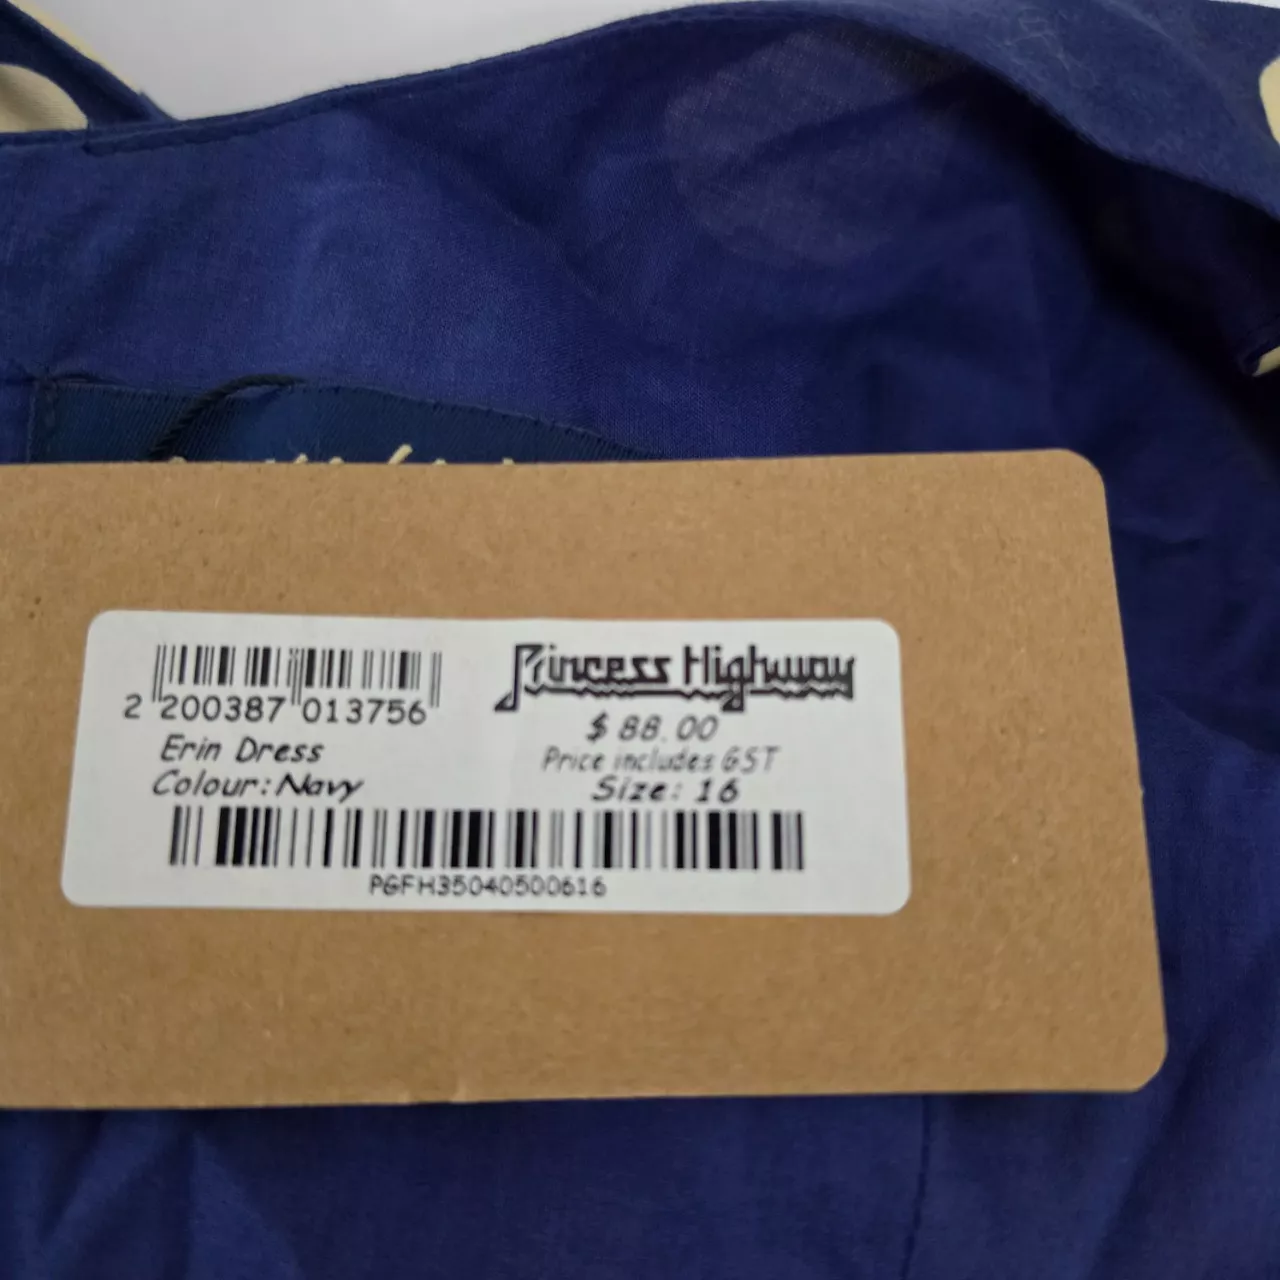 Princess Highway
2 200387 013756
$ 88.00
Erin Dress
Price includes GST
Colour: Navy
Size: 16
PGFH35040500616